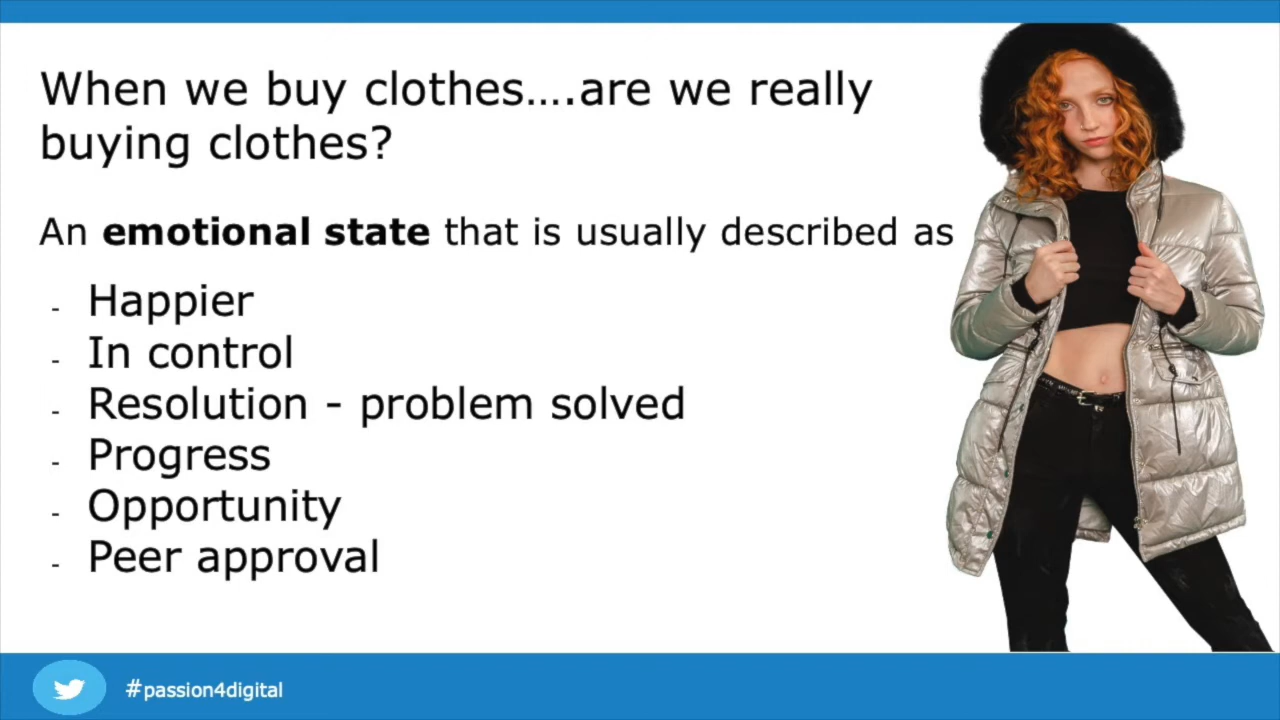 When we buy clothes….are we really
buying clothes?
An emotional state that is usually described as
- Happier
- In control
- Resolution - problem solved
- Progress
- Opportunity
- Peer approval
#passion4digital